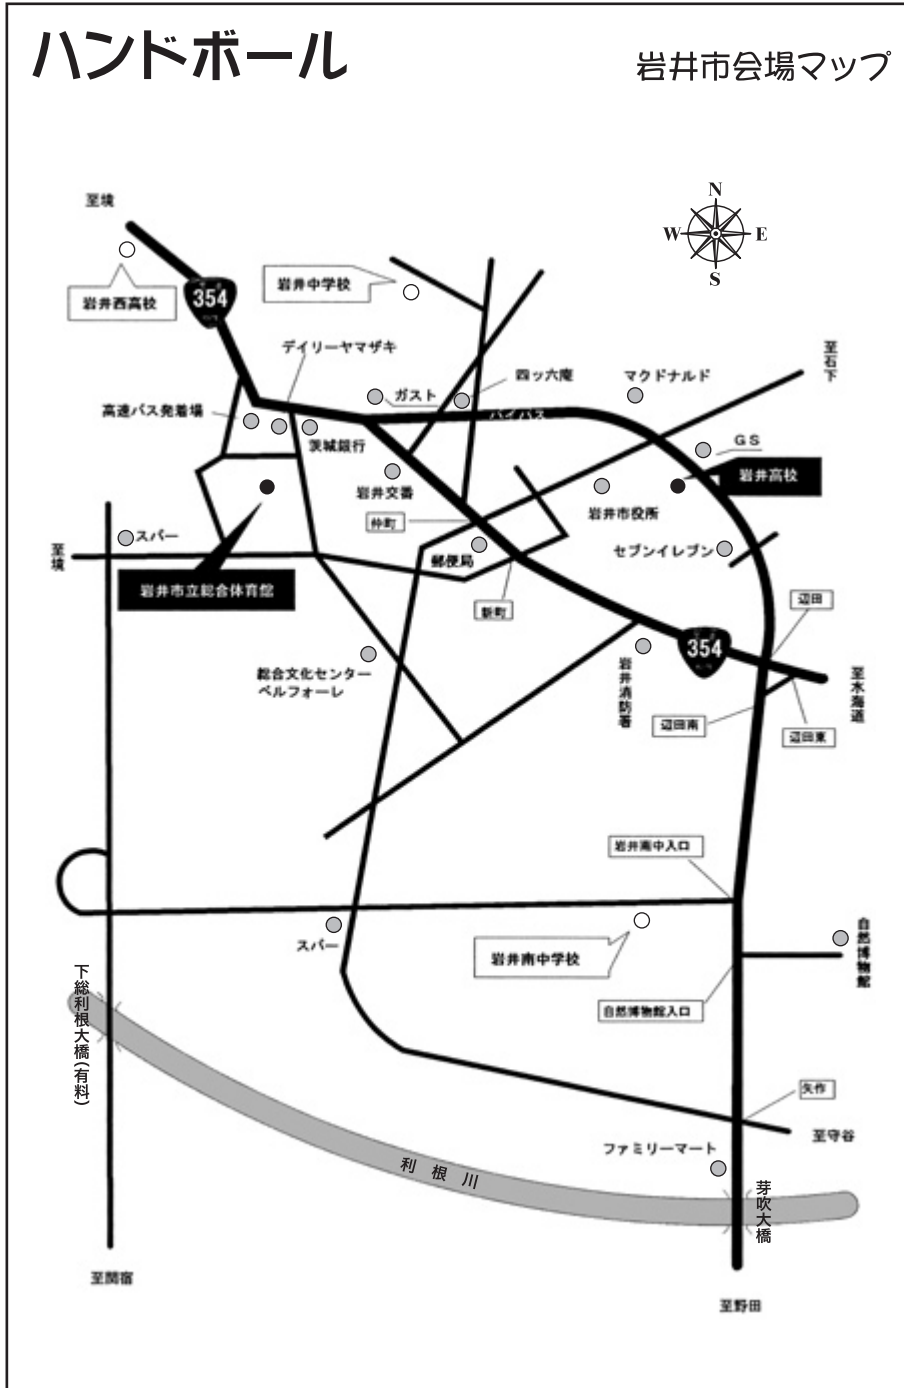 ハンドボール
岩井市会場マップ
N
W E
S
至境
354
岩井西高校
岩井中学校
デイリーヤマザキ
四ッ六庵
マクドナルド
至石下
ガスト
高速バス発着場
バイパス
茨城銀行
GS
岩井高校
岩井交番
岩井市役所
仲町
スパー
至境
郵便局
セブンイレブン
岩井市立総合体育館
新町
辺田
354
総合文化センター
ベルフォーレ
岩井消防署
至水海道
辺田南
辺田東
岩井南中入口
スパー
岩井南中学校
自然博物館
下総利根大橋(有料)
自然博物館入口
矢作
至守谷
ファミリーマート
利根川
芽吹大橋
至関宿
至野田